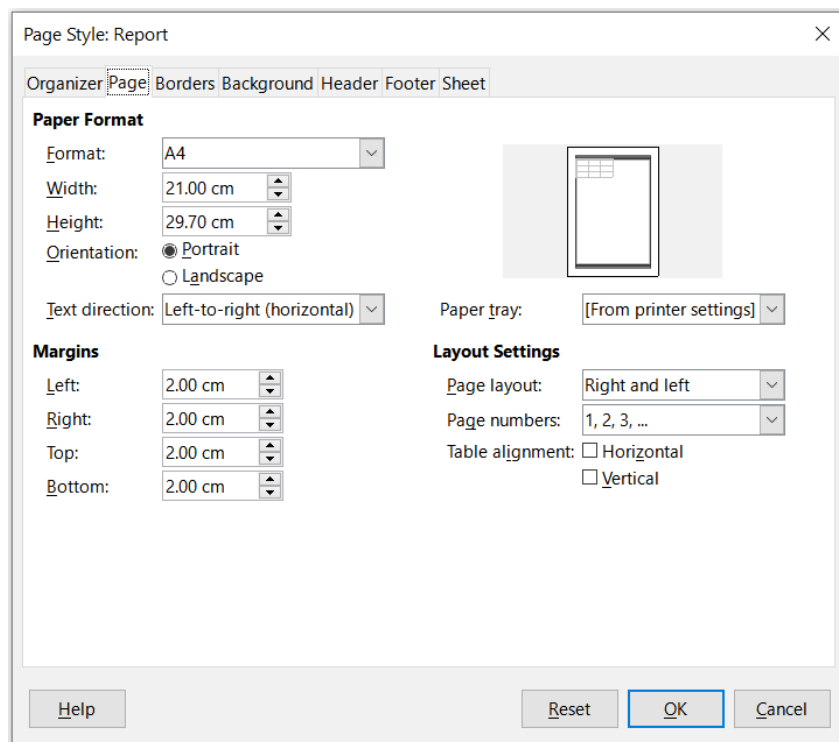 Page Style: Report
Organizer Page Borders Background Header Footer Sheet
Paper Format
Format: A4
Width: 21.00 cm
Height: 29.70 cm
Orientation: Portrait
Landscape
Text direction: Left-to-right (horizontal)
Paper tray: [From printer settings]
Margins
Left: 2.00 cm
Right: 2.00 cm
Top: 2.00 cm
Bottom: 2.00 cm
Layout Settings
Page layout: Right and left
Page numbers: 1, 2, 3, ...
Table alignment: Horizontal
Vertical
Help Reset OK Cancel